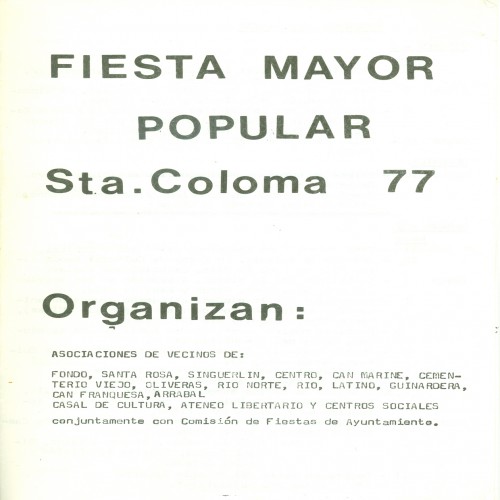 FIESTA MAYOR
POPULAR
Sta. Coloma 77
Organizan:
ASOCIACIONES DE VECINOS DE:
FONDO, SANTA ROSA, SINGUERLIN, CENTRO, CAN MARINE, CEMEN-
TERIO VIEJO, OLIVERAS, RIO NORTE, RIO, LATINO, GUINARDERA,
CAN FRANQUESA, ARRABAL
CASAL DE CULTURA, ATENEO LIBERTARIO Y CENTROS SOCIALES
conjuntamente con Comisión de Fiestas de Ayuntamiento.